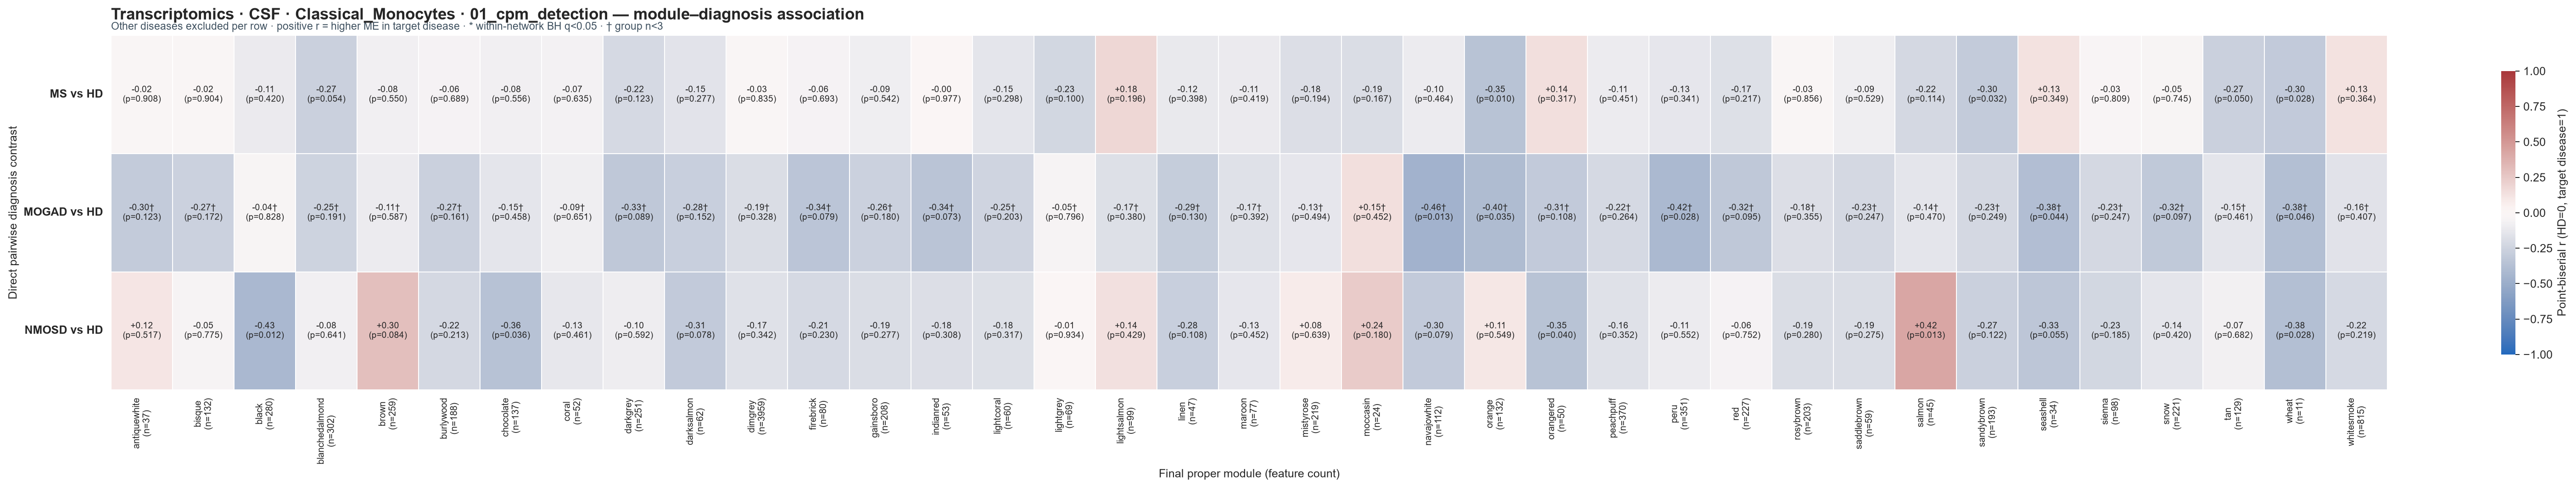 Transcriptomics · CSF · Classical_Monocytes · 01_cpm_detection — module–diagnosis association
Other diseases excluded per row · positive r = higher ME in target disease · * within-network BH q<0.05 · † group n<3
Direct pairwise diagnosis contrast
MS vs HD
-0.02 -0.02 -0.11 -0.27 -0.08 -0.06 -0.08 -0.07 -0.22 -0.15 -0.03 -0.06 -0.09 -0.00 -0.15 -0.23 +0.18 -0.12 -0.11 -0.18 -0.19 -0.10 -0.35 +0.14 -0.11 -0.13 -0.17 -0.03 -0.09 -0.22 -0.30 +0.13 -0.03 -0.05 -0.27 -0.30 +0.13
(p=0.908) (p=0.904) (p=0.420) (p=0.054) (p=0.550) (p=0.689) (p=0.556) (p=0.635) (p=0.123) (p=0.277) (p=0.835) (p=0.693) (p=0.542) (p=0.977) (p=0.298) (p=0.100) (p=0.196) (p=0.398) (p=0.419) (p=0.194) (p=0.167) (p=0.464) (p=0.010) (p=0.317) (p=0.451) (p=0.341) (p=0.217) (p=0.856) (p=0.529) (p=0.114) (p=0.032) (p=0.349) (p=0.809) (p=0.745) (p=0.050) (p=0.028) (p=0.364)
MOGAD vs HD
-0.30† -0.27† -0.04† -0.25† -0.11† -0.27† -0.15† -0.09† -0.33† -0.28† -0.19† -0.34† -0.26† -0.34† -0.25† -0.05† -0.17† -0.29† -0.17† -0.13† +0.15† -0.46† -0.40† -0.31† -0.22† -0.42† -0.32† -0.18† -0.23† -0.14† -0.23† -0.38† -0.23† -0.32† -0.15† -0.38† -0.16†
(p=0.123) (p=0.172) (p=0.828) (p=0.191) (p=0.587) (p=0.161) (p=0.458) (p=0.651) (p=0.089) (p=0.152) (p=0.328) (p=0.079) (p=0.180) (p=0.073) (p=0.203) (p=0.796) (p=0.380) (p=0.130) (p=0.392) (p=0.494) (p=0.452) (p=0.013) (p=0.035) (p=0.108) (p=0.264) (p=0.028) (p=0.095) (p=0.355) (p=0.247) (p=0.470) (p=0.249) (p=0.044) (p=0.247) (p=0.097) (p=0.461) (p=0.046) (p=0.407)
NMOSD vs HD
+0.12 -0.05 -0.43 -0.08 +0.30 -0.22 -0.36 -0.13 -0.10 -0.31 -0.17 -0.21 -0.19 -0.18 -0.18 -0.01 +0.14 -0.28 -0.13 +0.08 +0.24 -0.30 +0.11 -0.35 -0.16 -0.11 -0.06 -0.19 -0.19 +0.42 -0.27 -0.33 -0.23 -0.14 -0.07 -0.38 -0.22
(p=0.517) (p=0.775) (p=0.012) (p=0.641) (p=0.084) (p=0.213) (p=0.036) (p=0.461) (p=0.592) (p=0.078) (p=0.342) (p=0.230) (p=0.277) (p=0.308) (p=0.317) (p=0.934) (p=0.429) (p=0.108) (p=0.452) (p=0.639) (p=0.180) (p=0.079) (p=0.549) (p=0.040) (p=0.352) (p=0.552) (p=0.752) (p=0.280) (p=0.275) (p=0.013) (p=0.122) (p=0.055) (p=0.185) (p=0.420) (p=0.682) (p=0.028) (p=0.219)
antiquewhite
(n=37)
bisque
(n=132)
black
(n=280)
blanchedalmond
(n=302)
brown
(n=259)
burlywood
(n=188)
chocolate
(n=137)
coral
(n=52)
darkgrey
(n=251)
darksalmon
(n=62)
dimgrey
(n=3959)
firebrick
(n=80)
gainsboro
(n=208)
indianred
(n=53)
lightcoral
(n=60)
lightgrey
(n=69)
lightsalmon
(n=99)
linen
(n=47)
maroon
(n=77)
mistyrose
(n=219)
moccasin
(n=24)
navajowhite
(n=112)
orange
(n=132)
orangered
(n=50)
peachpuff
(n=370)
peru
(n=351)
red
(n=227)
rosybrown
(n=203)
saddlebrown
(n=59)
salmon
(n=45)
sandybrown
(n=193)
seashell
(n=34)
sienna
(n=98)
snow
(n=221)
tan
(n=129)
wheat
(n=11)
whitesmoke
(n=815)
Final proper module (feature count)
1.00
0.75
0.50
0.25
0.00
−0.25
−0.50
−0.75
−1.00
Point-biserial r (HD=0, target disease=1)